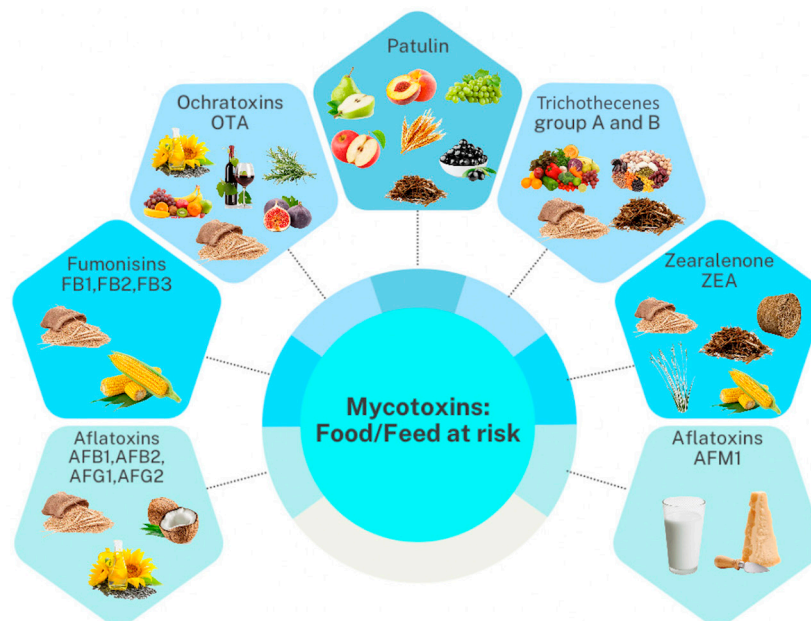 Patulin
Ochratoxins
OTA
Trichothecenes
group A and B
Fumonisins
FB1,FB2,FB3
Zearalenone
ZEA
Mycotoxins:
Food/Feed at risk
Aflatoxins
AFB1,AFB2,
AFG1,AFG2
Aflatoxins
AFM1